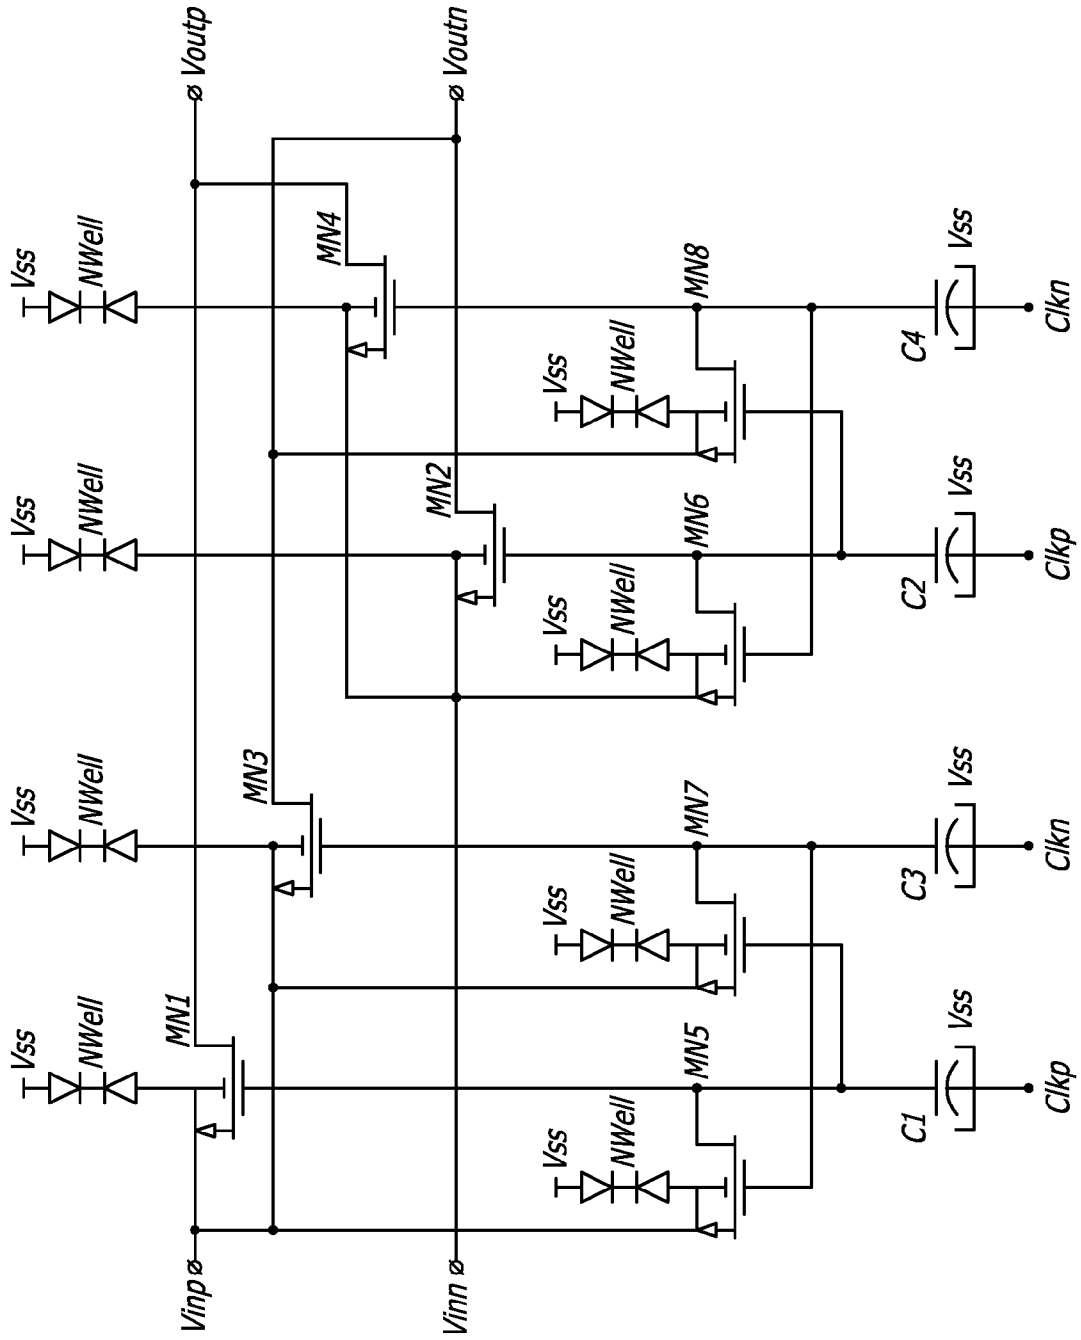 Vinp
Vinn
Voutp
Voutn
Vss
NWell
Vss
NWell
Vss
NWell
Vss
NWell
MN1
MN3
MN2
MN4
Vss
NWell
Vss
NWell
Vss
NWell
Vss
NWell
MN5
MN7
MN6
MN8
C1
Vss
C3
Vss
C2
Vss
C4
Vss
Clkp
Clkn
Clkp
Clkn